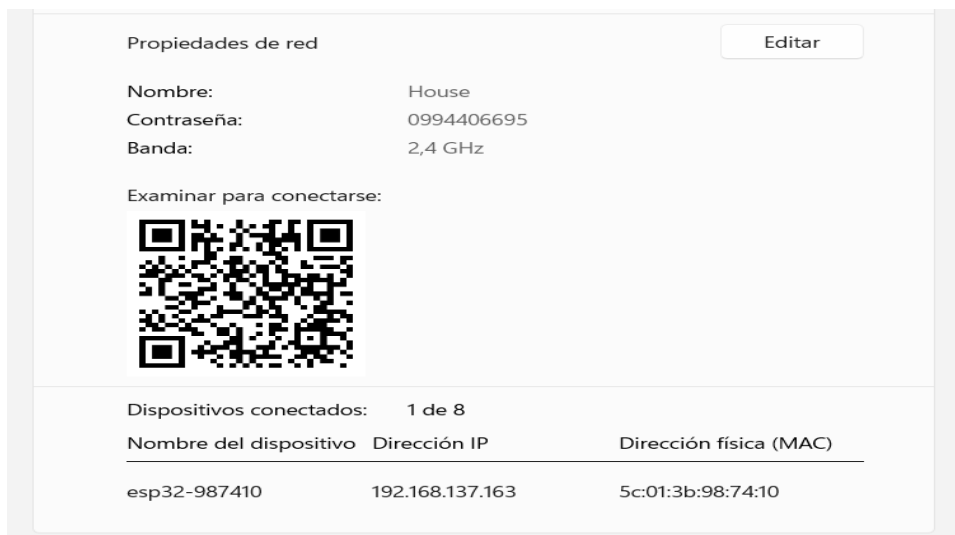 Propiedades de red
Editar
Nombre: House
Contraseña: 0994406695
Banda: 2,4 GHz
Examinar para conectarse:
Dispositivos conectados: 1 de 8
Nombre del dispositivo Dirección IP Dirección física (MAC)
esp32-987410 192.168.137.163 5c:01:3b:98:74:10